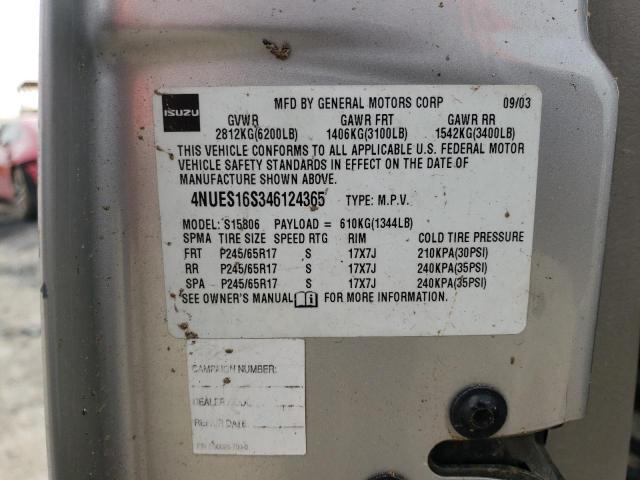 ISUZU MFD BY GENERAL MOTORS CORP 09/03
GVWR GAWR FRT GAWR RR
2812KG(6200LB) 1406KG(3100LB) 1542KG(3400LB)
THIS VEHICLE CONFORMS TO ALL APPLICABLE U.S. FEDERAL MOTOR
VEHICLE SAFETY STANDARDS IN EFFECT ON THE DATE OF
MANUFACTURE SHOWN ABOVE.
4NUES16S346124365 TYPE: M.P.V.
MODEL: S15806 PAYLOAD = 610KG(1344LB)
SPMA TIRE SIZE SPEED RTG RIM COLD TIRE PRESSURE
FRT P245/65R17 S 17X7J 210KPA(30PSI)
RR P245/65R17 S 17X7J 240KPA(35PSI)
SPA P245/65R17 S 17X7J 240KPA(35PSI)
SEE OWNER'S MANUAL FOR MORE INFORMATION.
CAMPAIGN NUMBER:
DEALER CODE:
REPAIR DATE: